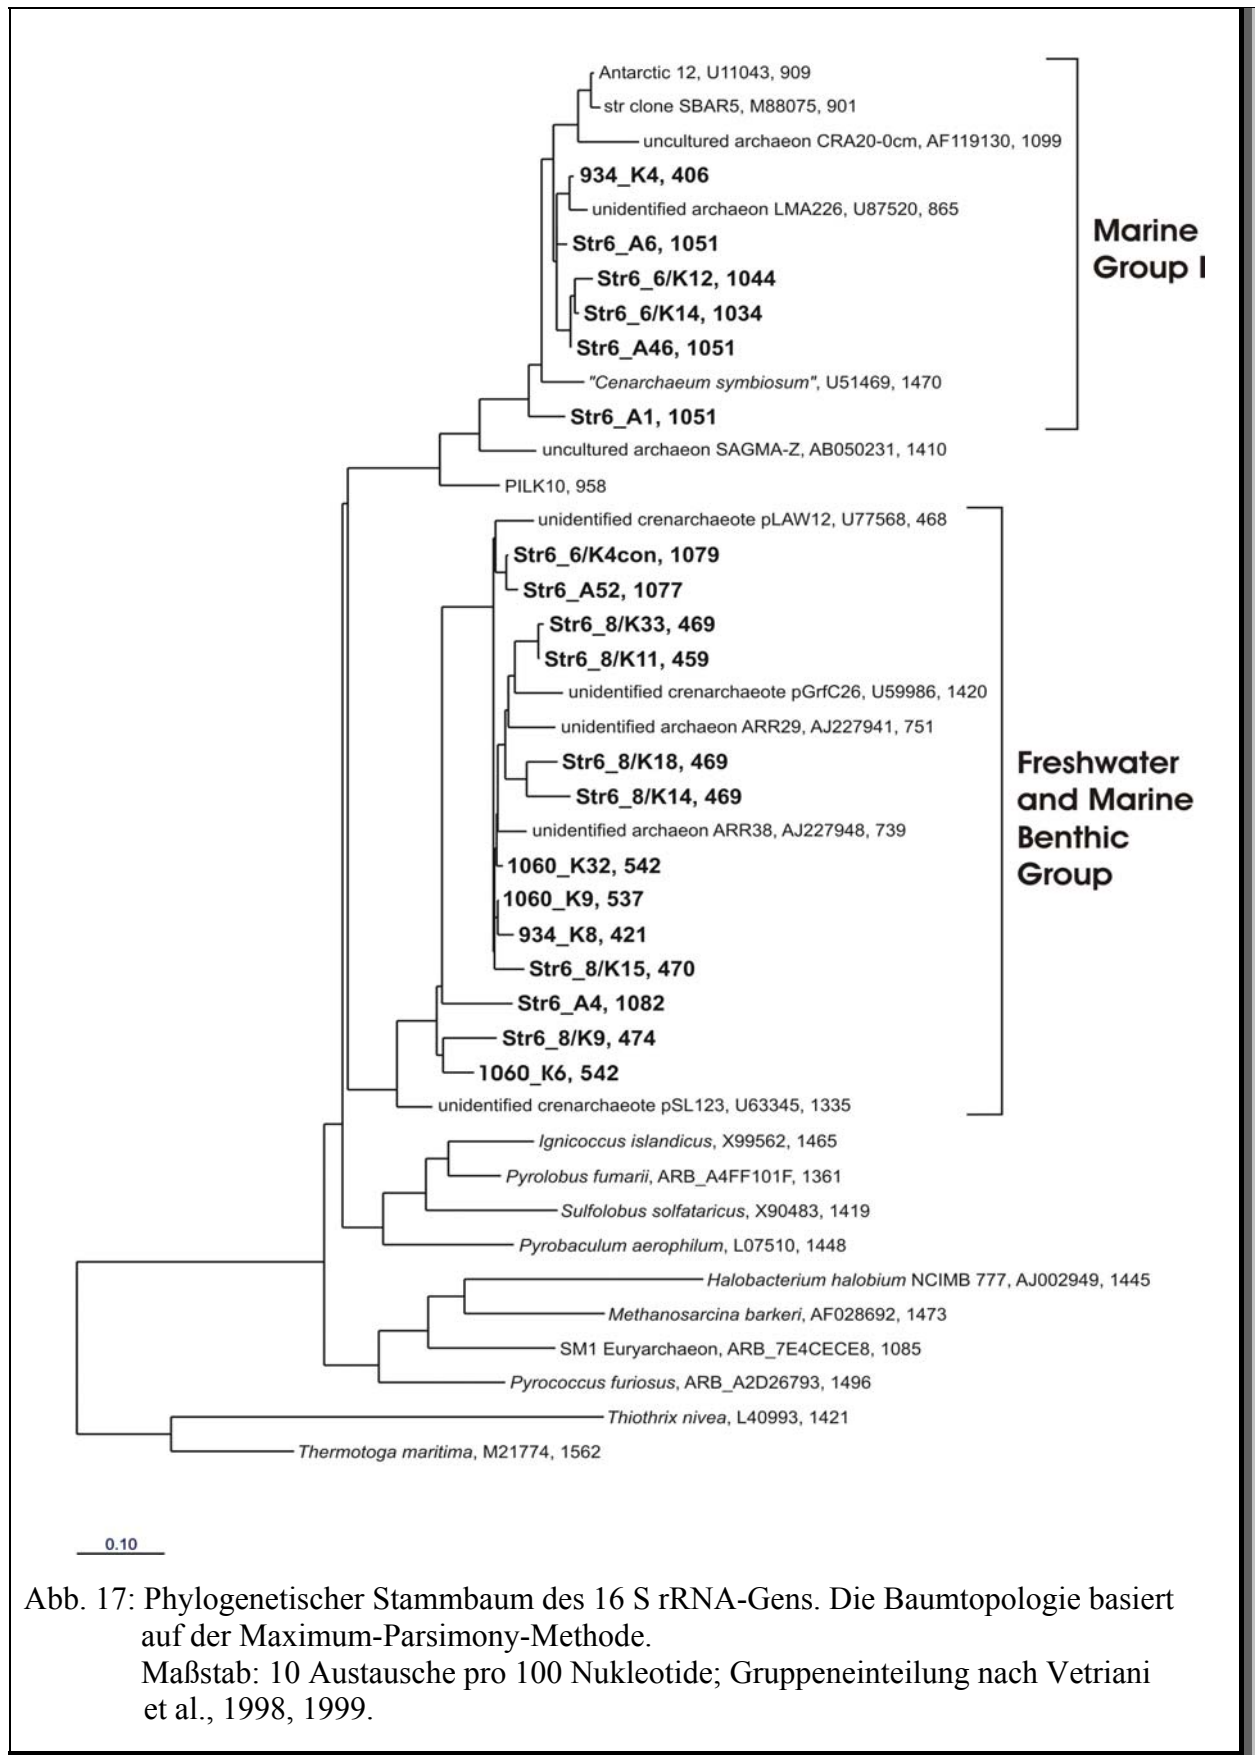 Antarctic 12, U11043, 909
str clone SBAR5, M88075, 901
uncultured archaeon CRA20-0cm, AF119130, 1099
934_K4, 406
unidentified archaeon LMA226, U87520, 865
Str6_A6, 1051
Str6_6/K12, 1044
Str6_6/K14, 1034
Str6_A46, 1051
"Cenarchaeum symbiosum", U51469, 1470
Str6_A1, 1051
Marine
Group I
uncultured archaeon SAGMA-Z, AB050231, 1410
PILK10, 958
unidentified crenarchaeote pLAW12, U77568, 468
Str6_6/K4con, 1079
Str6_A52, 1077
Str6_8/K33, 469
Str6_8/K11, 459
unidentified crenarchaeote pGrfC26, U59986, 1420
unidentified archaeon ARR29, AJ227941, 751
Str6_8/K18, 469
Str6_8/K14, 469
unidentified archaeon ARR38, AJ227948, 739
1060_K32, 542
1060_K9, 537
934_K8, 421
Str6_8/K15, 470
Str6_A4, 1082
Str6_8/K9, 474
1060_K6, 542
unidentified crenarchaeote pSL123, U63345, 1335
Freshwater
and Marine
Benthic
Group
Ignicoccus islandicus, X99562, 1465
Pyrolobus fumarii, ARB_A4FF101F, 1361
Sulfolobus solfataricus, X90483, 1419
Pyrobaculum aerophilum, L07510, 1448
Halobacterium halobium NCIMB 777, AJ002949, 1445
Methanosarcina barkeri, AF028692, 1473
SM1 Euryarchaeon, ARB_7E4CECE8, 1085
Pyrococcus furiosus, ARB_A2D26793, 1496
Thiothrix nivea, L40993, 1421
Thermotoga maritima, M21774, 1562
0.10
Abb. 17: Phylogenetischer Stammbaum des 16 S rRNA-Gens. Die Baumtopologie basiert
auf der Maximum-Parsimony-Methode.
Maßstab: 10 Austausche pro 100 Nukleotide; Gruppeneinteilung nach Vetriani
et al., 1998, 1999.